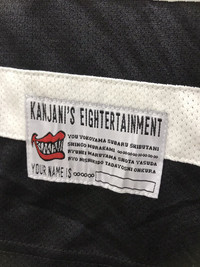 KANJANI'S EIGHTERTAINMENT
YOU YOKOYAMA SUBARU SHIBUTANI
SHINGO MURAKAMI ∞∞∞∞∞∞∞∞
RYUHEI MARUYAMA SHOTA YASUDA
RYO NISHIKIDO TADAYOSHI OHKURA
YOUR NAME IS ∞∞∞∞